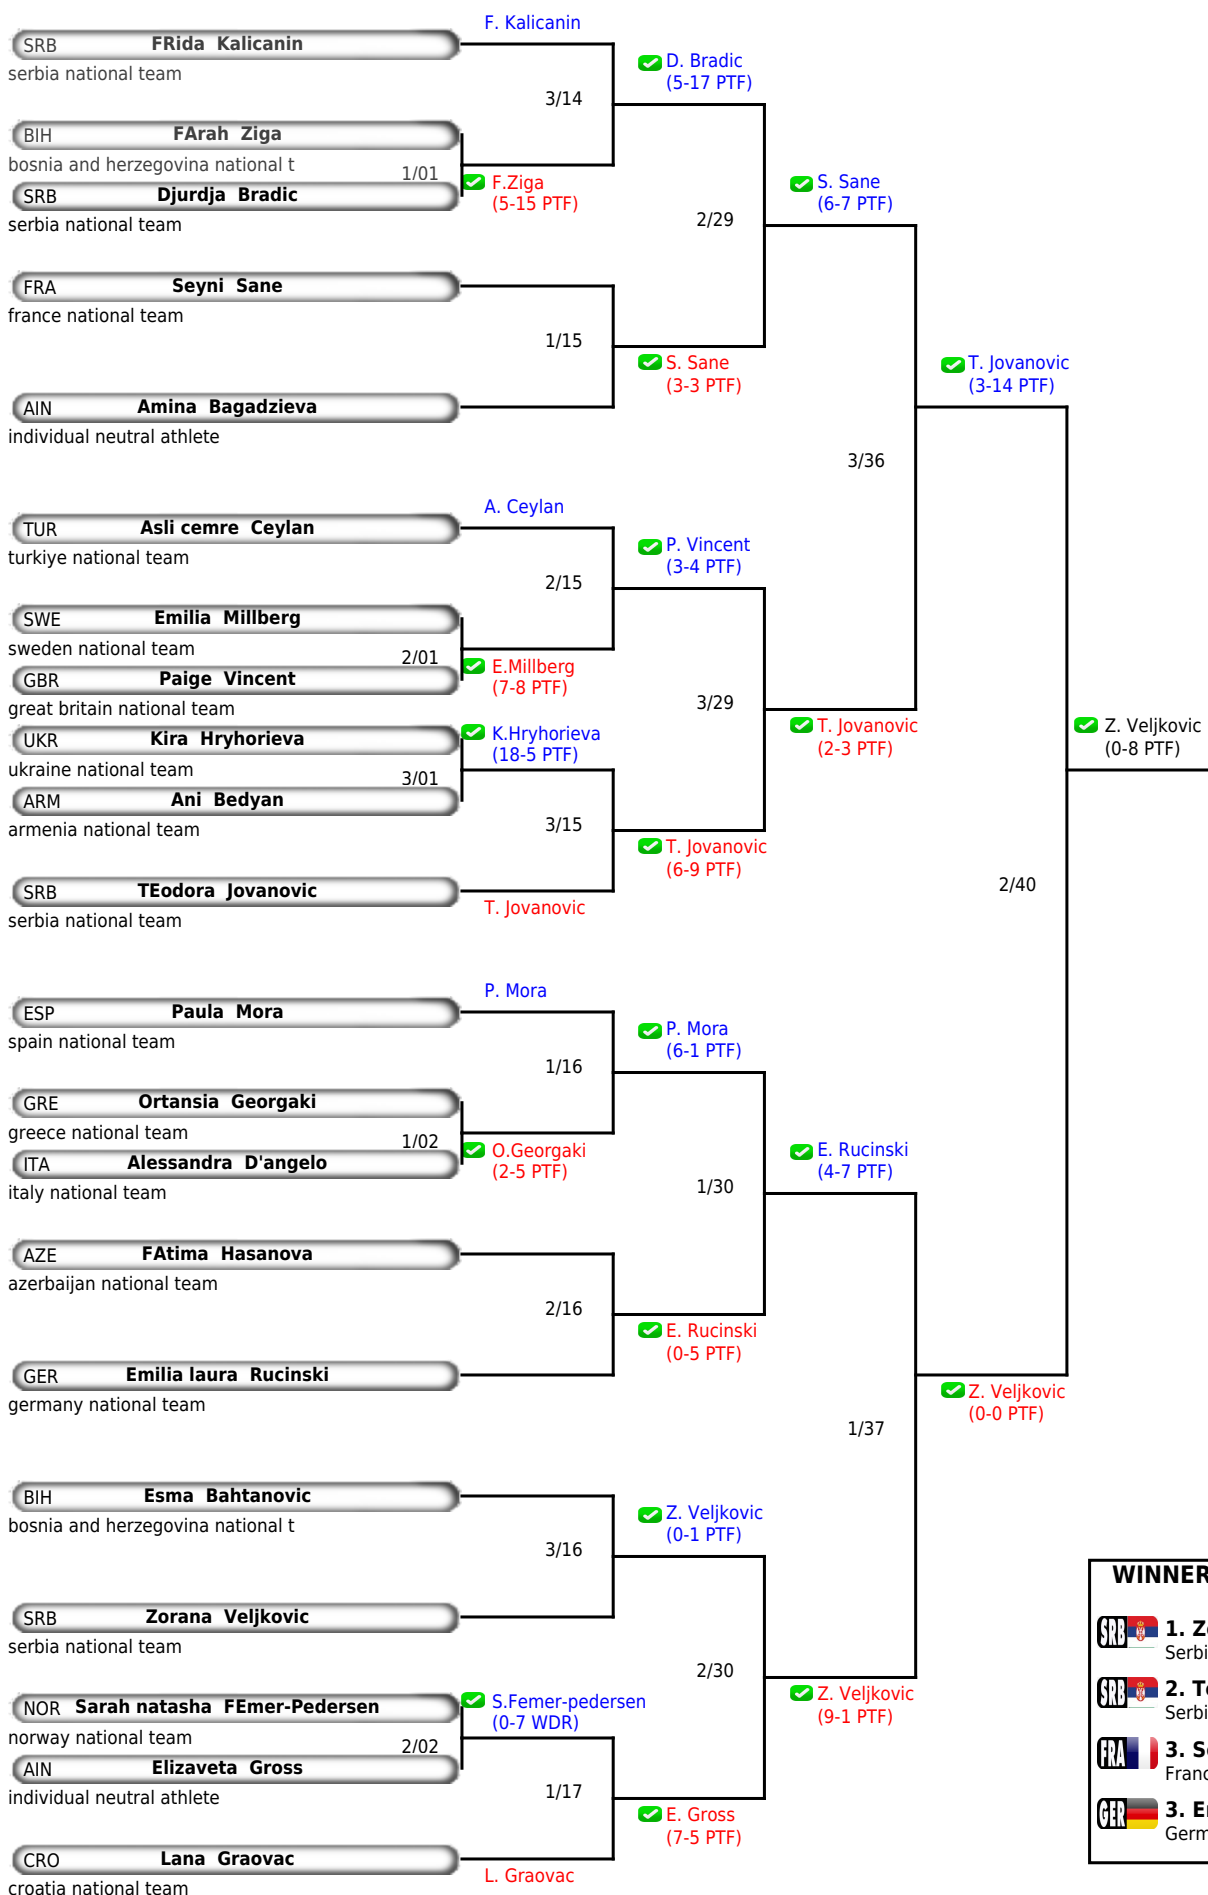 F. Kalicanin
SRB FRida Kalicanin
serbia national team
D. Bradic
(5-17 PTF)
3/14
BIH FArah Ziga
bosnia and herzegovina national t
1/01
F.Ziga
(5-15 PTF)
SRB Djurdja Bradic
serbia national team
S. Sane
(6-7 PTF)
2/29
FRA Seyni Sane
france national team
1/15
S. Sane
(3-3 PTF)
T. Jovanovic
(3-14 PTF)
AIN Amina Bagadzieva
individual neutral athlete
3/36
A. Ceylan
TUR Asli cemre Ceylan
turkiye national team
P. Vincent
(3-4 PTF)
2/15
SWE Emilia Millberg
sweden national team
2/01
E.Millberg
(7-8 PTF)
GBR Paige Vincent
great britain national team
3/29
UKR Kira Hryhorieva
K.Hryhorieva
(18-5 PTF)
T. Jovanovic
(2-3 PTF)
Z. Veljkovic
(0-8 PTF)
ukraine national team
3/01
ARM Ani Bedyan
armenia national team
3/15
T. Jovanovic
(6-9 PTF)
SRB TEodora Jovanovic
serbia national team
T. Jovanovic
2/40
P. Mora
ESP Paula Mora
spain national team
P. Mora
(6-1 PTF)
1/16
GRE Ortansia Georgaki
greece national team
1/02
O.Georgaki
(2-5 PTF)
ITA Alessandra D'angelo
italy national team
E. Rucinski
(4-7 PTF)
1/30
AZE FAtima Hasanova
azerbaijan national team
2/16
E. Rucinski
(0-5 PTF)
GER Emilia laura Rucinski
germany national team
Z. Veljkovic
(0-0 PTF)
1/37
BIH Esma Bahtanovic
bosnia and herzegovina national t
Z. Veljkovic
(0-1 PTF)
3/16
SRB Zorana Veljkovic
serbia national team
2/30
NOR Sarah natasha FEmer-Pedersen
norway national team
2/02
S.Femer-pedersen
(0-7 WDR)
Z. Veljkovic
(9-1 PTF)
AIN Elizaveta Gross
individual neutral athlete
1/17
E. Gross
(7-5 PTF)
CRO Lana Graovac
croatia national team
L. Graovac
WINNER
SRB 1. Z
Serbi
SRB 2. T
Serbi
FRA 3. S
Franc
GER 3. E
Germ